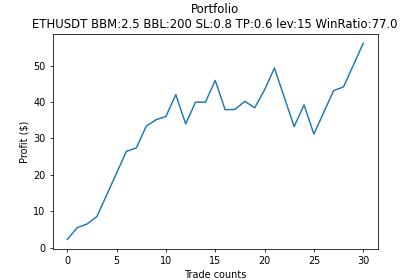 Portfolio
ETHUSDT BBM:2.5 BBL:200 SL:0.8 TP:0.6 lev:15 WinRatio:77.0
50
40
30
20
10
0
Profit ($)
0 5 10 15 20 25 30
Trade counts